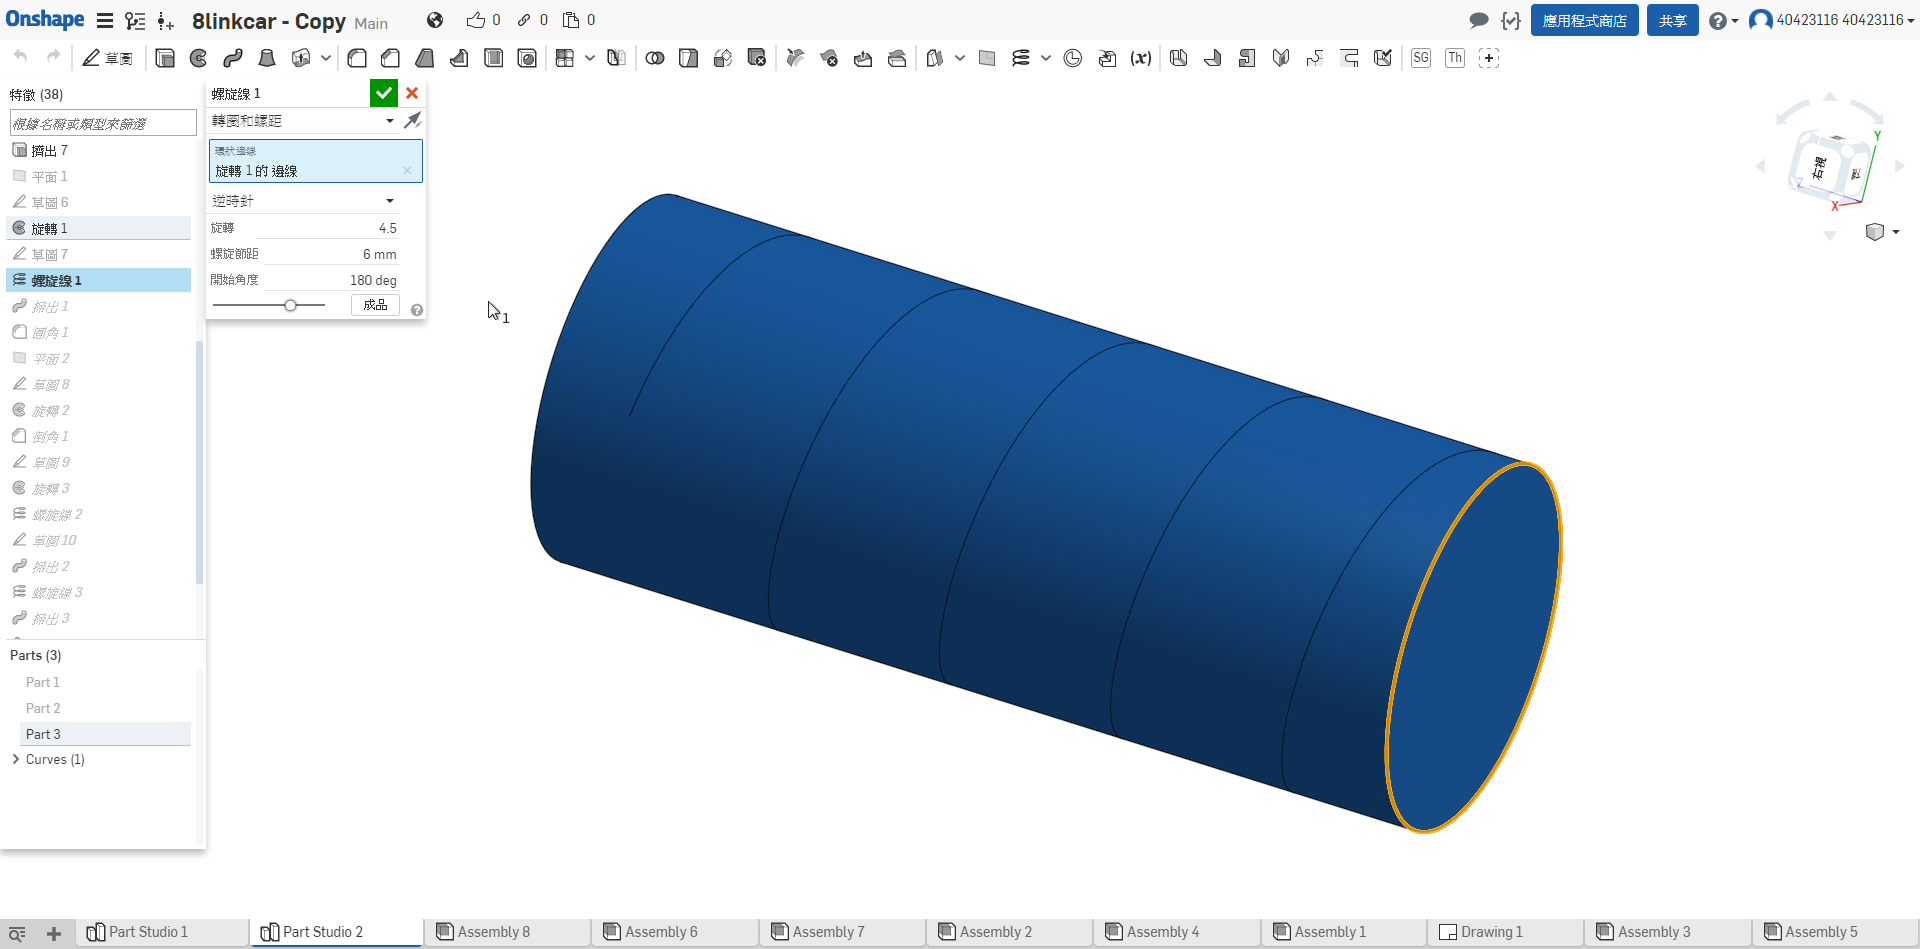 Onshape
8linkcar - Copy Main
0 0 0
應用程式商店 共享 40423116 40423116
草圖 (x) SG Th
特徵 (38)
根據名稱或類型來篩選
擠出 7
平面 1
草圖 6
旋轉 1
草圖 7
螺旋線 1
掃出 1
圓角 1
平面 2
草圖 8
旋轉 2
倒角 1
草圖 9
旋轉 3
螺旋線 2
草圖 10
掃出 2
螺旋線 3
掃出 3
Parts (3)
Part 1
Part 2
Part 3
Curves (1)
螺旋線 1
轉圈和螺距
環狀邊緣
旋轉 1 的 邊線
逆時針
旋轉 4.5
螺旋節距 6 mm
開始角度 180 deg
成品
1
右視
Y
Z
X
Part Studio 1 Part Studio 2 Assembly 8 Assembly 6 Assembly 7 Assembly 2 Assembly 4 Assembly 1 Drawing 1 Assembly 3 Assembly 5